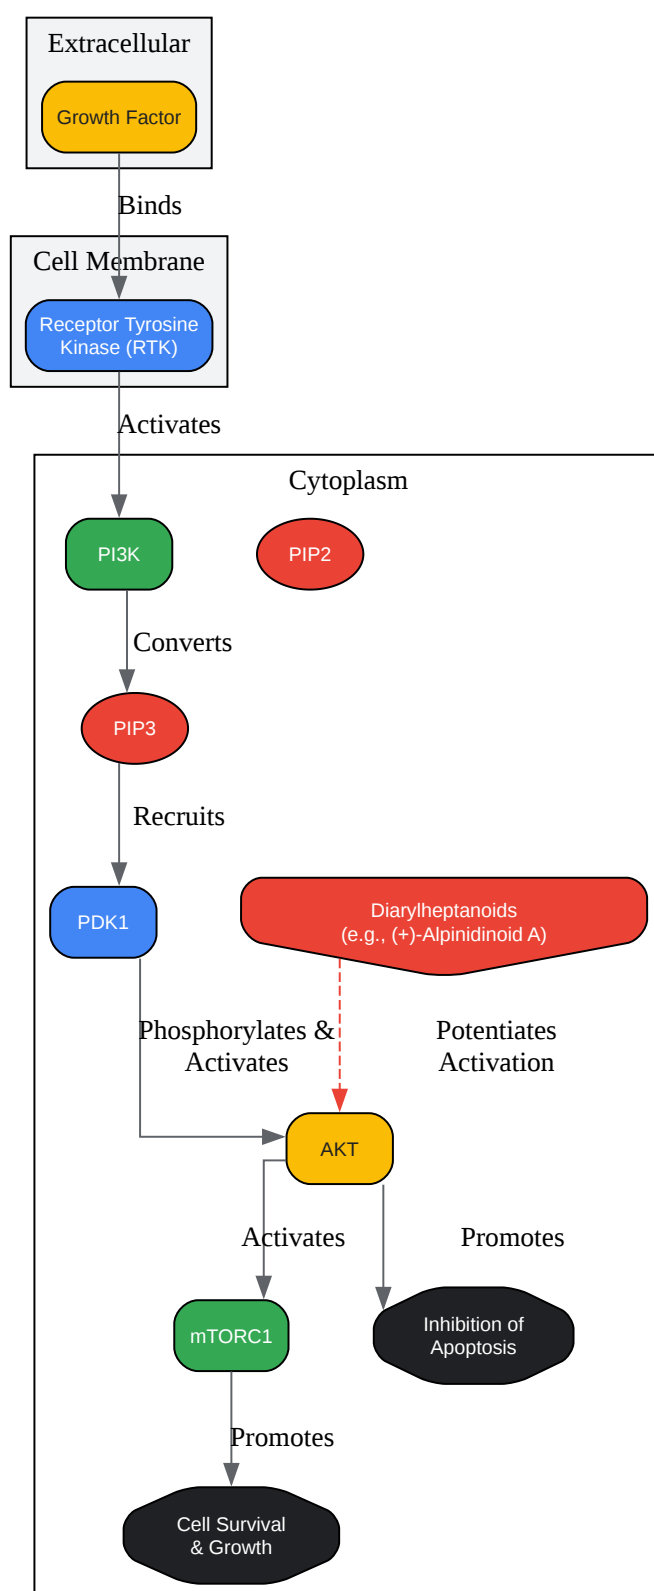 Extracellular
Growth Factor
Binds
Cell Membrane
Receptor Tyrosine
Kinase (RTK)
Activates
Cytoplasm
PI3K
PIP2
Converts
PIP3
Recruits
PDK1
Diarylheptanoids
(e.g., (+)-Alpinidinoid A)
Phosphorylates &
Activates
Potentiates
Activation
AKT
Activates
Promotes
mTORC1
Inhibition of
Apoptosis
Promotes
Cell Survival
& Growth